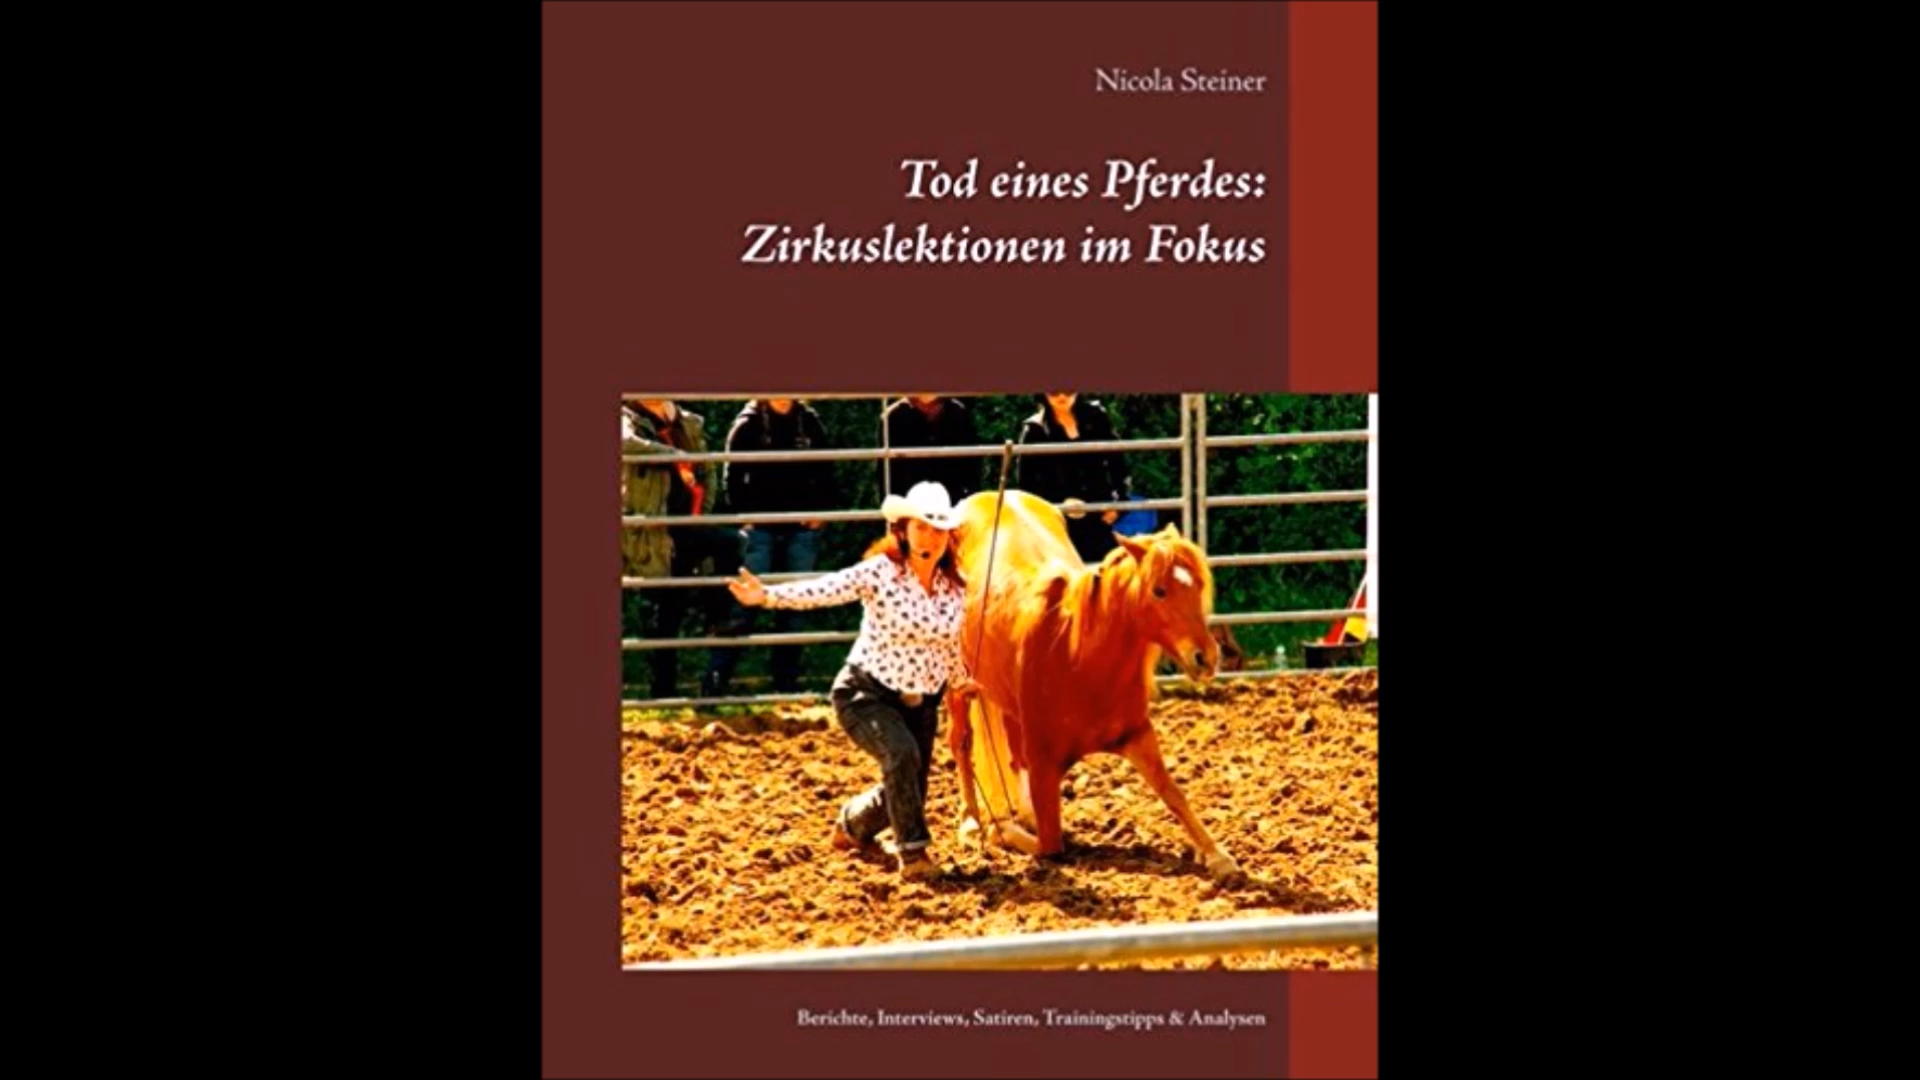 Nicola Steiner
Tod eines Pferdes:
Zirkuslektionen im Fokus
Berichte, Interviews, Satiren, Trainingstipps & Analysen